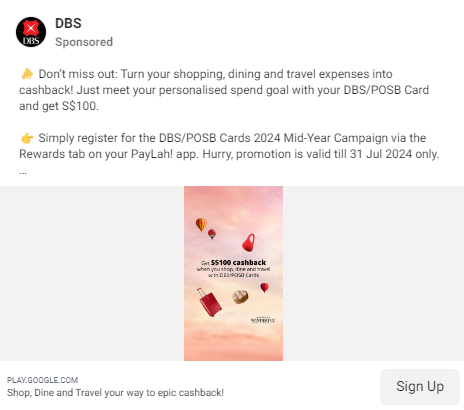 DBS
DBS
Sponsored
👋 Don't miss out: Turn your shopping, dining and travel expenses into
cashback! Just meet your personalised spend goal with your DBS/POSB Card
and get S$100.
👉 Simply register for the DBS/POSB Cards 2024 Mid-Year Campaign via the
Rewards tab on your PayLah! app. Hurry, promotion is valid till 31 Jul 2024 only.
...
Get S$100 cashback
when you shop, dine and travel
with DBS/POSB Cards
PLAY.GOOGLE.COM
Shop, Dine and Travel your way to epic cashback!
Sign Up